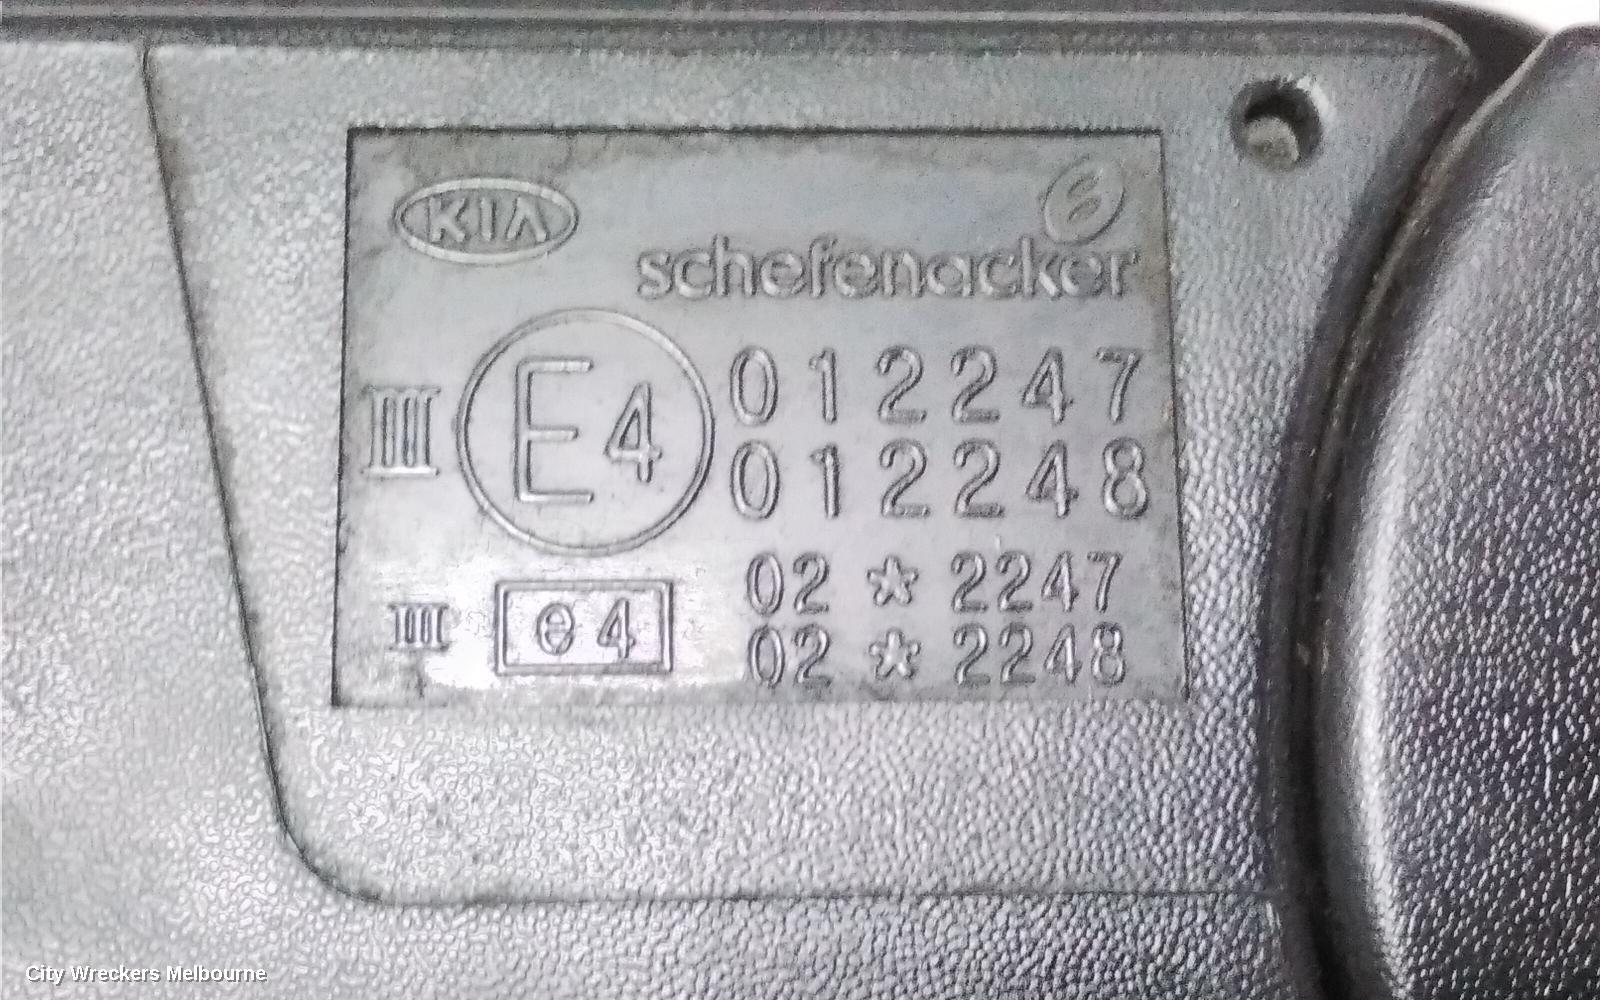 KIA
schefenacker
III E4 012247
012248
III e4 02 * 2247
02 * 2248
City Wreckers Melbourne